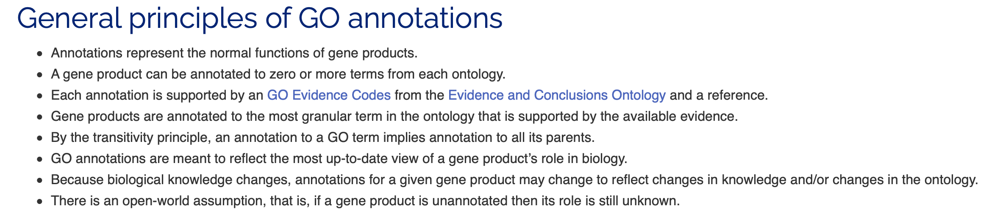 General principles of GO annotations
• Annotations represent the normal functions of gene products.
• A gene product can be annotated to zero or more terms from each ontology.
• Each annotation is supported by an GO Evidence Codes from the Evidence and Conclusions Ontology and a reference.
• Gene products are annotated to the most granular term in the ontology that is supported by the available evidence.
• By the transitivity principle, an annotation to a GO term implies annotation to all its parents.
• GO annotations are meant to reflect the most up-to-date view of a gene product’s role in biology.
• Because biological knowledge changes, annotations for a given gene product may change to reflect changes in knowledge and/or changes in the ontology.
• There is an open-world assumption, that is, if a gene product is unannotated then its role is still unknown.